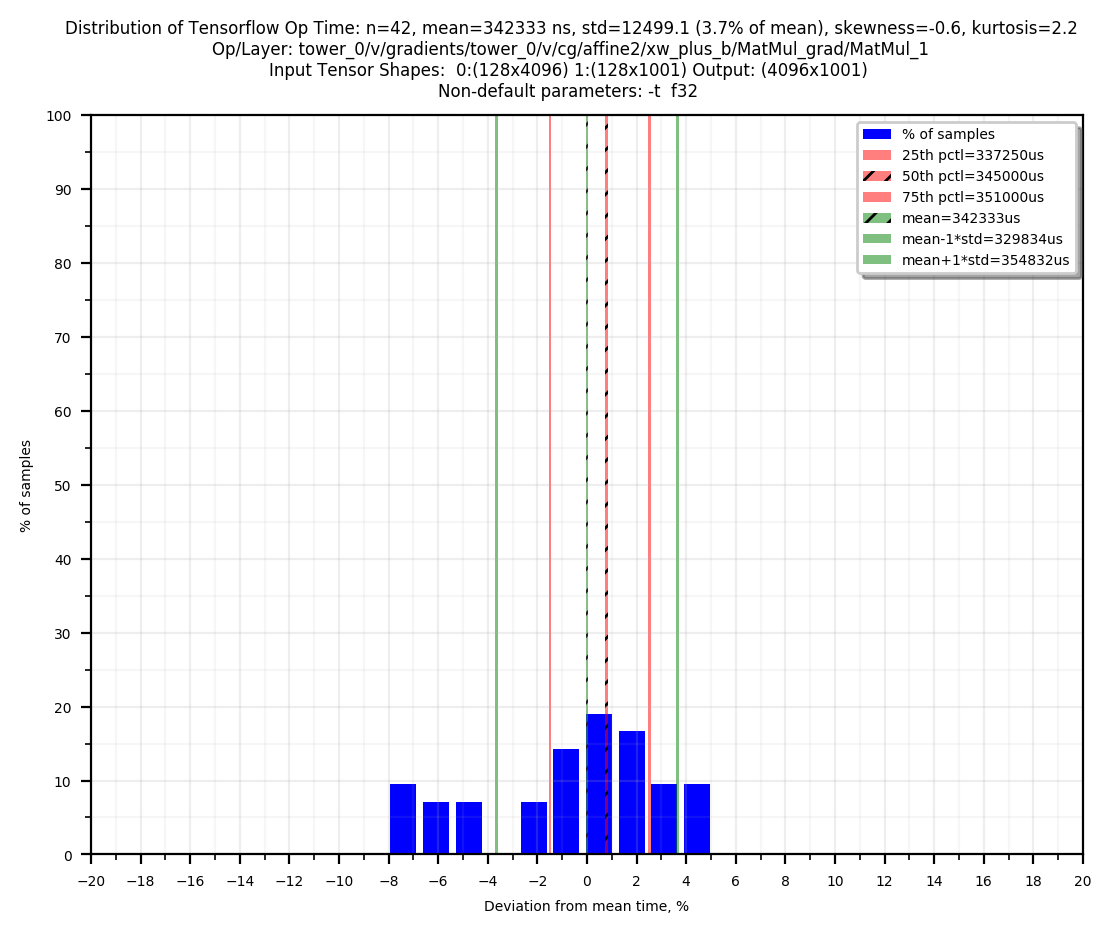 Distribution of Tensorflow Op Time: n=42, mean=342333 ns, std=12499.1 (3.7% of mean), skewness=-0.6, kurtosis=2.2
Op/Layer: tower_0/v/gradients/tower_0/v/cg/affine2/xw_plus_b/MatMul_grad/MatMul_1
Input Tensor Shapes:  0:(128x4096) 1:(128x1001) Output: (4096x1001)
Non-default parameters: -t  f32
% of samples
25th pctl=337250us
50th pctl=345000us
75th pctl=351000us
mean=342333us
mean-1*std=329834us
mean+1*std=354832us
100
90
80
70
60
50
40
30
20
10
0
% of samples
−20 −18 −16 −14 −12 −10 −8 −6 −4 −2 0 2 4 6 8 10 12 14 16 18 20
Deviation from mean time, %